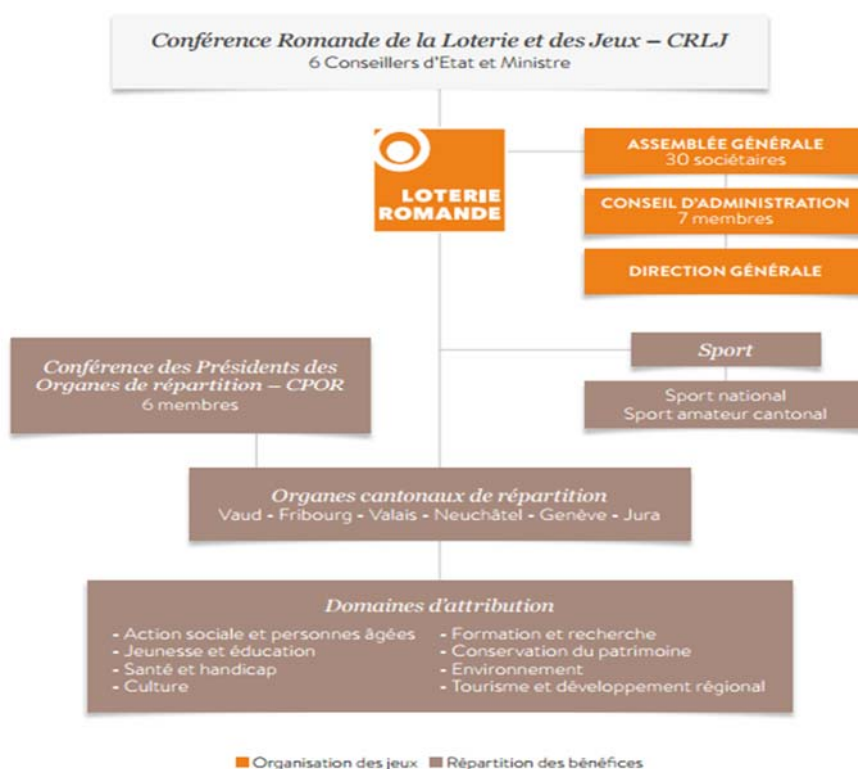 Conférence Romande de la Loterie et des Jeux – CRLJ
6 Conseillers d'Etat et Ministre
LOTERIE
ROMANDE
ASSEMBLÉE GÉNÉRALE
30 sociétaires
CONSEIL D'ADMINISTRATION
7 membres
DIRECTION GÉNÉRALE
Sport
Sport national
Sport amateur cantonal
Conférence des Présidents des
Organes de répartition – CPOR
6 membres
Organes cantonaux de répartition
Vaud - Fribourg - Valais - Neuchâtel - Genève - Jura
Domaines d'attribution
- Action sociale et personnes âgées
- Jeunesse et éducation
- Santé et handicap
- Culture
- Formation et recherche
- Conservation du patrimoine
- Environnement
- Tourisme et développement régional
Organisation des jeux Répartition des bénéfices